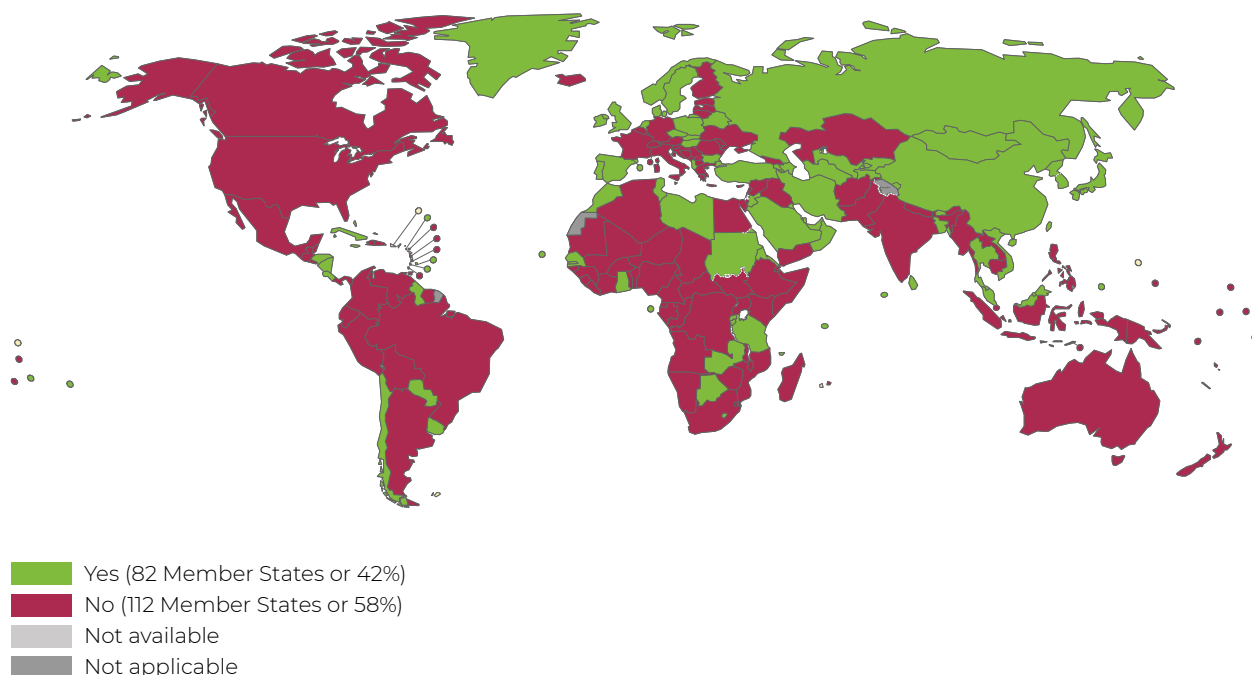 Yes (82 Member States or 42%)
No (112 Member States or 58%)
Not available
Not applicable